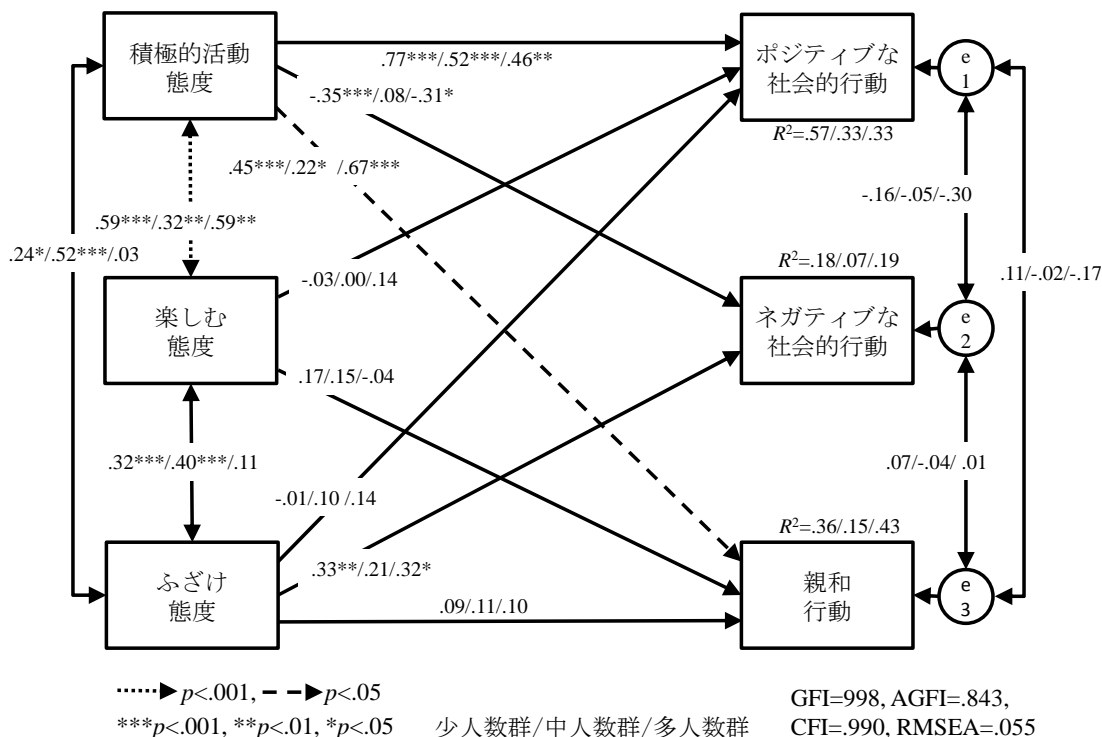 積極的活動
態度
ポジティブな
社会的行動
e
1
.77***/.52***/.46**
-.35***/.08/-.31*
R²=.57/.33/.33
.45***/.22* /.67***
-.16/-.05/-.30
.59***/.32**/.59**
.24*/.52***/.03
R²=.18/.07/.19
.11/-.02/-.17
-.03/.00/.14
楽しむ
態度
ネガティブな
社会的行動
e
2
.17/.15/-.04
.32***/.40***/.11
.07/-.04/ .01
-.01/.10 /.14
R²=.36/.15/.43
ふざけ
態度
.33**/.21/.32*
親和
行動
e
3
.09/.11/.10
p<.001, p<.05
***p<.001, **p<.01, *p<.05
少人数群/中人数群/多人数群
GFI=998, AGFI=.843,
CFI=.990, RMSEA=.055